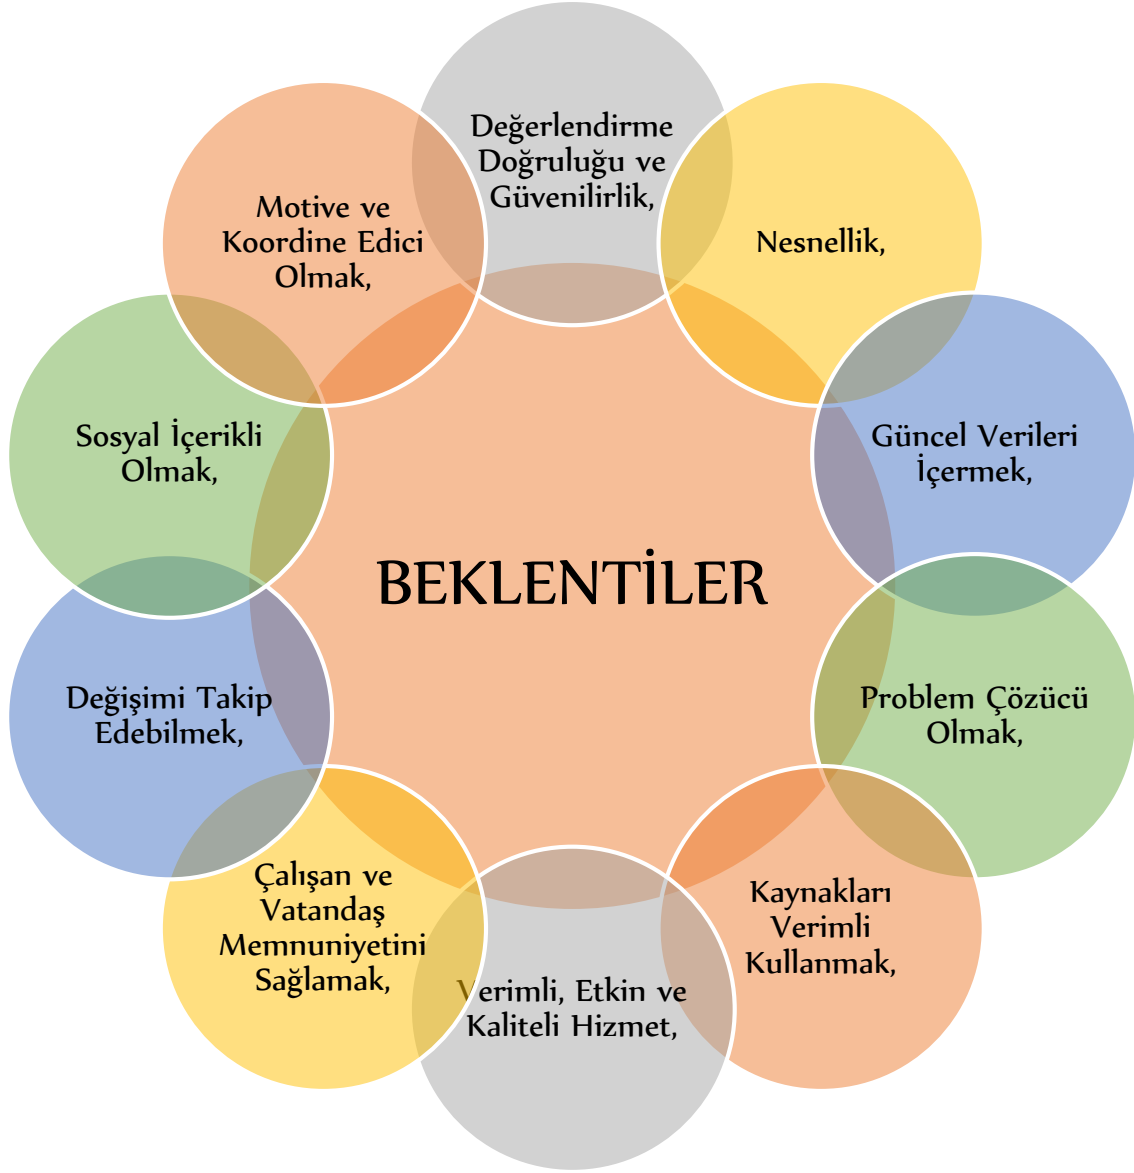 Değerlendirme
Doğruluğu ve
Güvenilirlik,
Nesnellik,
Güncel Verileri
İçermek,
Problem Çözücü
Olmak,
Kaynakları
Verimli
Kullanmak,
Verimli, Etkin ve
Kaliteli Hizmet,
Çalışan ve
Vatandaş
Memnuniyetini
Sağlamak,
Değişimi Takip
Edebilmek,
Sosyal İçerikli
Olmak,
Motive ve
Koordine Edici
Olmak,
BEKLENTİLER